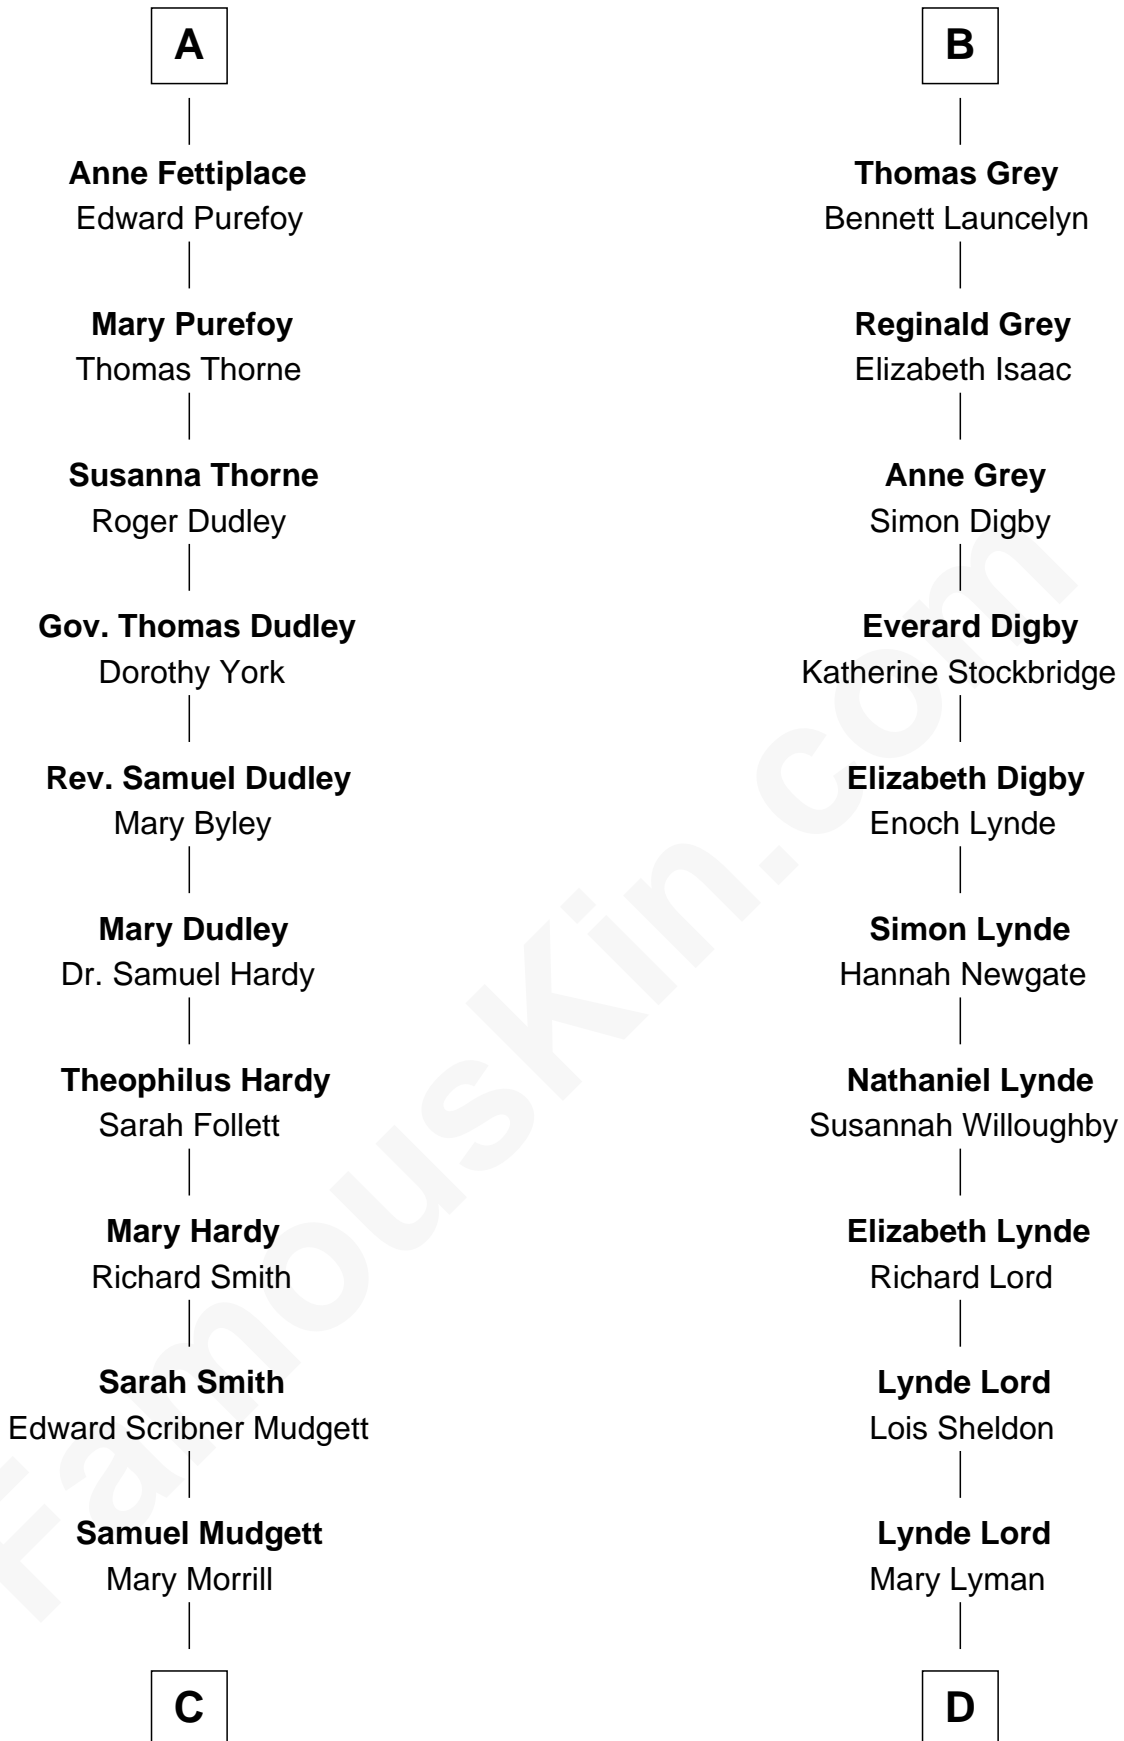 A
Anne Fettiplace
Edward Purefoy
Mary Purefoy
Thomas Thorne
Susanna Thorne
Roger Dudley
Gov. Thomas Dudley
Dorothy York
Rev. Samuel Dudley
Mary Byley
Mary Dudley
Dr. Samuel Hardy
Theophilus Hardy
Sarah Follett
Mary Hardy
Richard Smith
Sarah Smith
Edward Scribner Mudgett
Samuel Mudgett
Mary Morrill
C
B
Thomas Grey
Bennett Launcelyn
Reginald Grey
Elizabeth Isaac
Anne Grey
Simon Digby
Everard Digby
Katherine Stockbridge
Elizabeth Digby
Enoch Lynde
Simon Lynde
Hannah Newgate
Nathaniel Lynde
Susannah Willoughby
Elizabeth Lynde
Richard Lord
Lynde Lord
Lois Sheldon
Lynde Lord
Mary Lyman
D
FamousKin.com